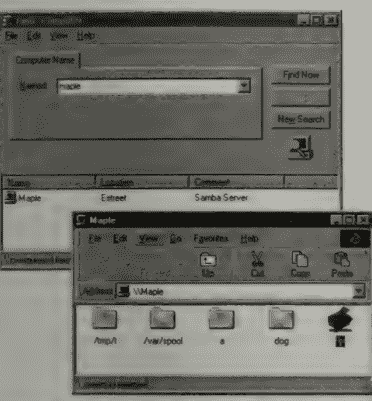 File Edit View Help
Computer Name
Named: maple
Find Now
New Search
Name Location Comment
Maple Estreet Samba Server
Maple
File Edit View Go Favorites Help
Up Cut Copy Paste
Address \\Maple
/tmp/t /var/spool a dog